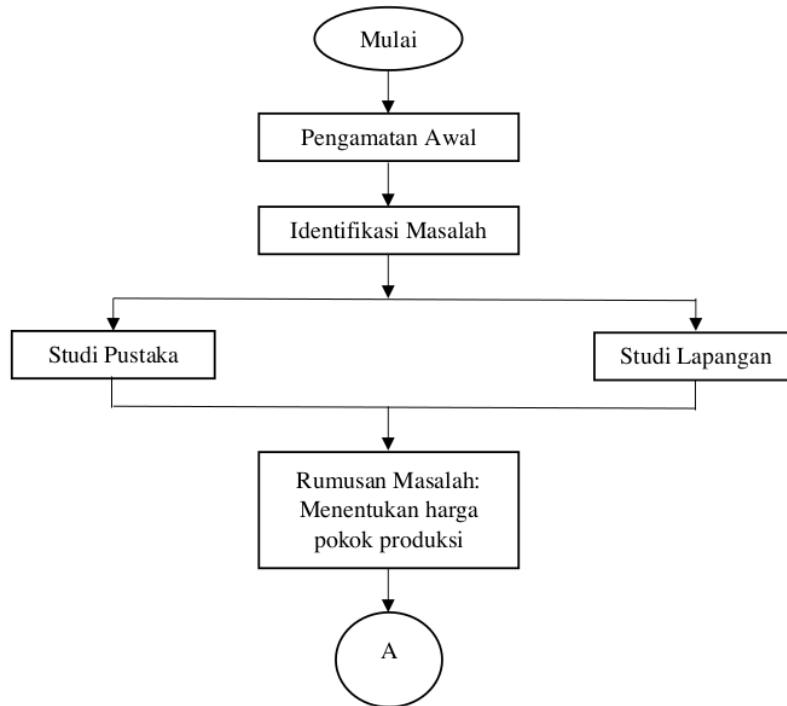 Mulai
Pengamatan Awal
Identifikasi Masalah
Studi Pustaka
Studi Lapangan
Rumusan Masalah:
Menentukan harga
pokok produksi
A